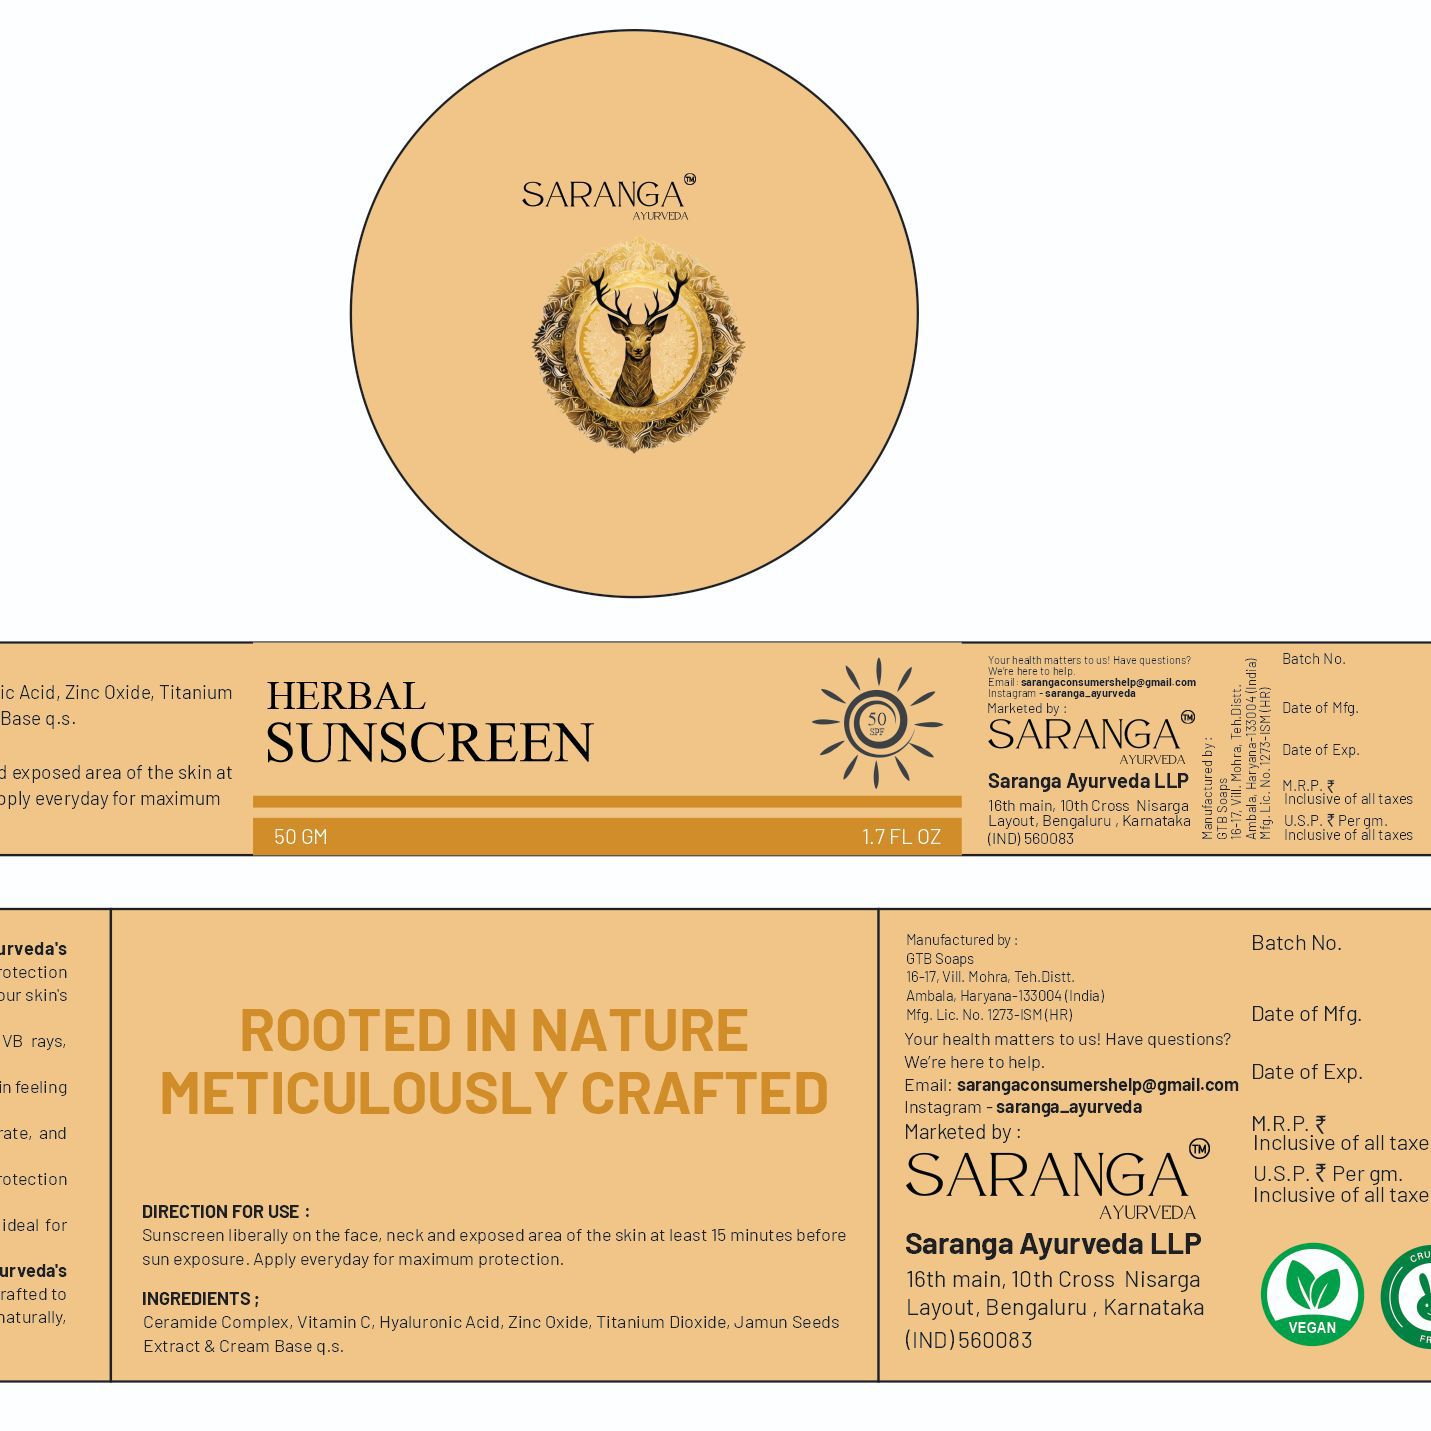 SARANGA™
AYURVEDA
ic Acid, Zinc Oxide, Titanium
Base q.s.
d exposed area of the skin at
pply everyday for maximum
HERBAL
SUNSCREEN
50
SPF
50 GM
1.7 FL OZ
Your health matters to us! Have questions?
We're here to help.
Email: sarangaconsumershelp@gmail.com
Instagram - saranga_ayurveda
Marketed by :
SARANGA™
AYURVEDA
Saranga Ayurveda LLP
16th main, 10th Cross Nisarga
Layout, Bengaluru , Karnataka
(IND) 560083
Manufactured by :
GTB Soaps
16-17, Vill. Mohra, Teh.Distt.
Ambala, Haryana-133004 (India)
Mfg. Lic. No. 1273-ISM (HR)
Batch No.
Date of Mfg.
Date of Exp.
M.R.P. ₹
Inclusive of all taxes
U.S.P. ₹ Per gm.
Inclusive of all taxes
urveda's
rotection
our skin's
VB rays,
in feeling
rate, and
rotection
ideal for
urveda's
rafted to
naturally,
ROOTED IN NATURE
METICULOUSLY CRAFTED
DIRECTION FOR USE :
Sunscreen liberally on the face, neck and exposed area of the skin at least 15 minutes before
sun exposure. Apply everyday for maximum protection.
INGREDIENTS ;
Ceramide Complex, Vitamin C, Hyaluronic Acid, Zinc Oxide, Titanium Dioxide, Jamun Seeds
Extract & Cream Base q.s.
Manufactured by :
GTB Soaps
16-17, Vill. Mohra, Teh.Distt.
Ambala, Haryana-133004 (India)
Mfg. Lic. No. 1273-ISM (HR)
Your health matters to us! Have questions?
We're here to help.
Email: sarangaconsumershelp@gmail.com
Instagram - saranga_ayurveda
Marketed by :
SARANGA™
AYURVEDA
Saranga Ayurveda LLP
16th main, 10th Cross Nisarga
Layout, Bengaluru , Karnataka
(IND) 560083
Batch No.
Date of Mfg.
Date of Exp.
M.R.P. ₹
Inclusive of all taxe
U.S.P. ₹ Per gm.
Inclusive of all taxe
VEGAN
CRU
FR